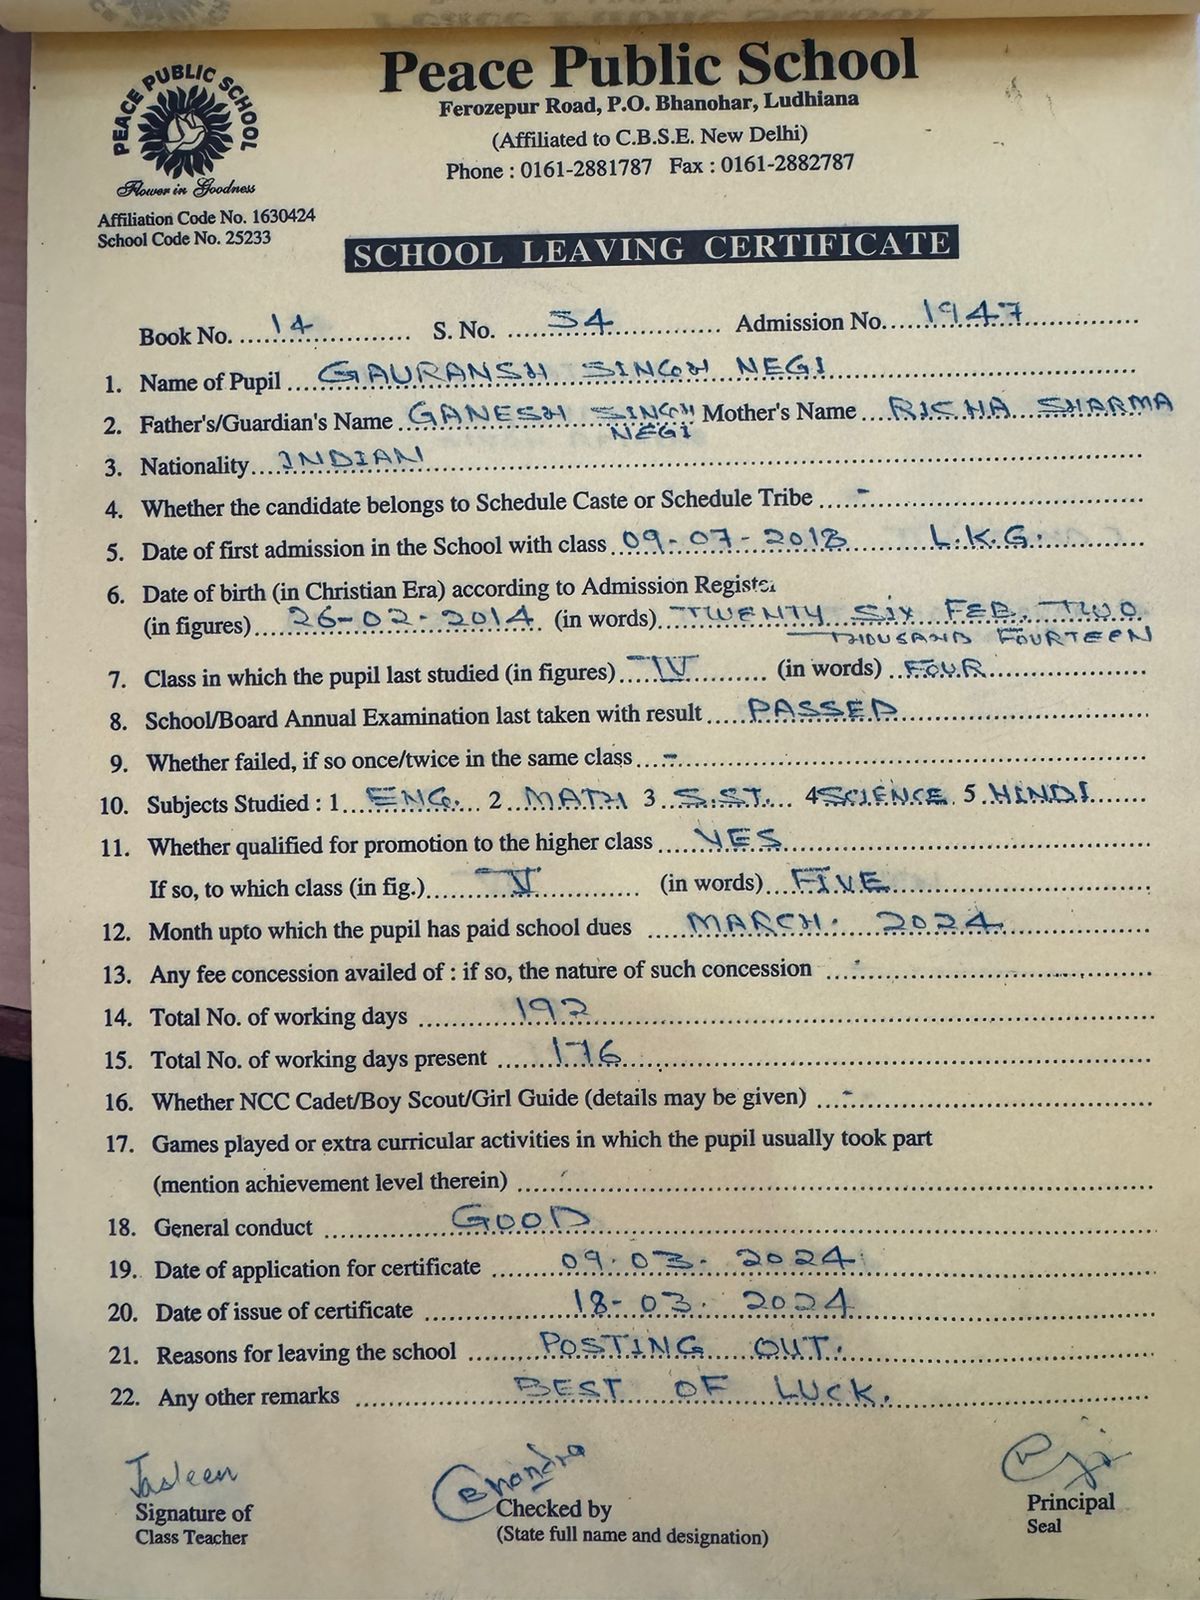 PEACE PUBLIC SCHOOL
Flower in Goodness
Affiliation Code No. 1630424
School Code No. 25233
Peace Public School
Ferozepur Road, P.O. Bhanohar, Ludhiana
(Affiliated to C.B.S.E. New Delhi)
Phone : 0161-2881787 Fax : 0161-2882787
SCHOOL LEAVING CERTIFICATE
Book No. 14 S. No. 34 Admission No. 1947
1. Name of Pupil GAURANSH SINGH NEGI
2. Father's/Guardian's Name GANESH SINGH NEGI Mother's Name RICHA SHARMA
3. Nationality INDIAN
4. Whether the candidate belongs to Schedule Caste or Schedule Tribe -
5. Date of first admission in the School with class 09-07-2018 L.K.G.
6. Date of birth (in Christian Era) according to Admission Register
(in figures) 26-02-2014 (in words) TWENTY SIX FEB. TWO
THOUSAND FOURTEEN
7. Class in which the pupil last studied (in figures) IV (in words) FOUR
8. School/Board Annual Examination last taken with result PASSED
9. Whether failed, if so once/twice in the same class -
10. Subjects Studied : 1 ENG. 2 MATH 3 S.ST. 4 SCIENCE 5 HINDI
11. Whether qualified for promotion to the higher class YES
If so, to which class (in fig.) V (in words) FIVE
12. Month upto which the pupil has paid school dues MARCH. 2024
13. Any fee concession availed of : if so, the nature of such concession -
14. Total No. of working days 192
15. Total No. of working days present 176
16. Whether NCC Cadet/Boy Scout/Girl Guide (details may be given) -
17. Games played or extra curricular activities in which the pupil usually took part
(mention achievement level therein) -
18. General conduct GOOD
19. Date of application for certificate 09.03.2024
20. Date of issue of certificate 18-03.2024
21. Reasons for leaving the school POSTING OUT.
22. Any other remarks BEST OF LUCK.
Jasleen
Signature of
Class Teacher
Bhandra
Checked by
(State full name and designation)
Principal
Seal